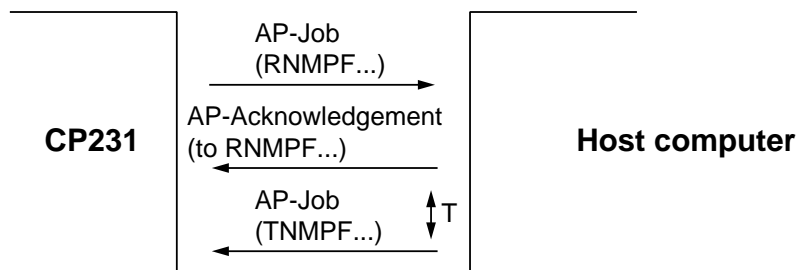 AP-Job
(RNMPF...)
AP-Acknowledgement
(to RNMPF...)
CP231
Host computer
AP-Job
(TNMPF...)
T